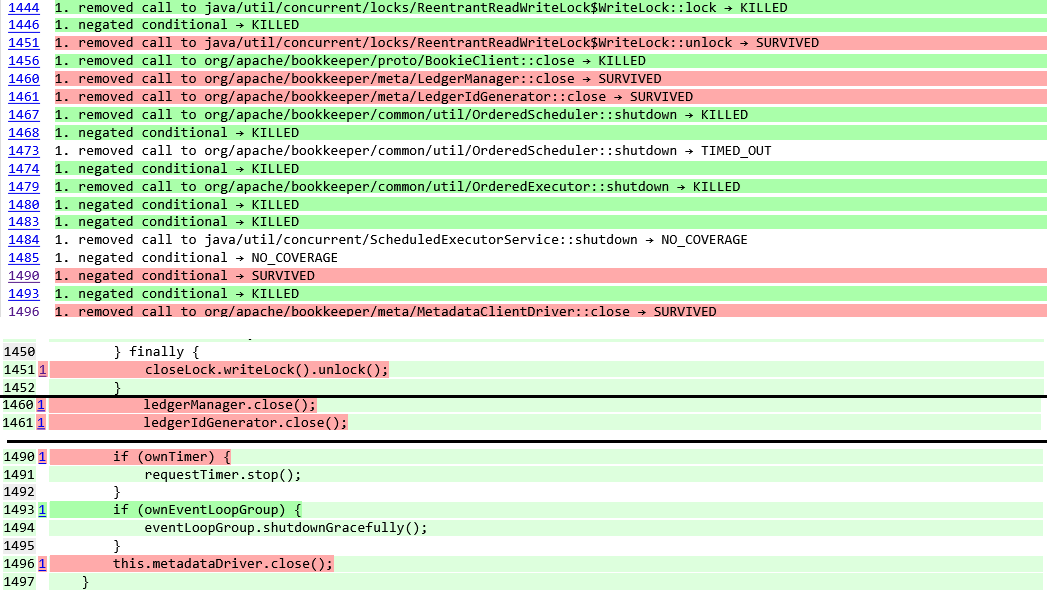 1444 1. removed call to java/util/concurrent/locks/ReentrantReadWriteLock$WriteLock::lock → KILLED
1446 1. negated conditional → KILLED
1451 1. removed call to java/util/concurrent/locks/ReentrantReadWriteLock$WriteLock::unlock → SURVIVED
1456 1. removed call to org/apache/bookkeeper/proto/BookieClient::close → KILLED
1460 1. removed call to org/apache/bookkeeper/meta/LedgerManager::close → SURVIVED
1461 1. removed call to org/apache/bookkeeper/meta/LedgerIdGenerator::close → SURVIVED
1467 1. removed call to org/apache/bookkeeper/common/util/OrderedScheduler::shutdown → KILLED
1468 1. negated conditional → KILLED
1473 1. removed call to org/apache/bookkeeper/common/util/OrderedScheduler::shutdown → TIMED_OUT
1474 1. negated conditional → KILLED
1479 1. removed call to org/apache/bookkeeper/common/util/OrderedExecutor::shutdown → KILLED
1480 1. negated conditional → KILLED
1483 1. negated conditional → KILLED
1484 1. removed call to java/util/concurrent/ScheduledExecutorService::shutdown → NO_COVERAGE
1485 1. negated conditional → NO_COVERAGE
1490 1. negated conditional → SURVIVED
1493 1. negated conditional → KILLED
1496 1. removed call to org/apache/bookkeeper/meta/MetadataClientDriver::close → SURVIVED
1450 } finally {
1451 1 closeLock.writeLock().unlock();
1452 }
1460 1 ledgerManager.close();
1461 1 ledgerIdGenerator.close();
1490 1 if (ownTimer) {
1491 requestTimer.stop();
1492 }
1493 1 if (ownEventLoopGroup) {
1494 eventLoopGroup.shutdownGracefully();
1495 }
1496 1 this.metadataDriver.close();
1497 }